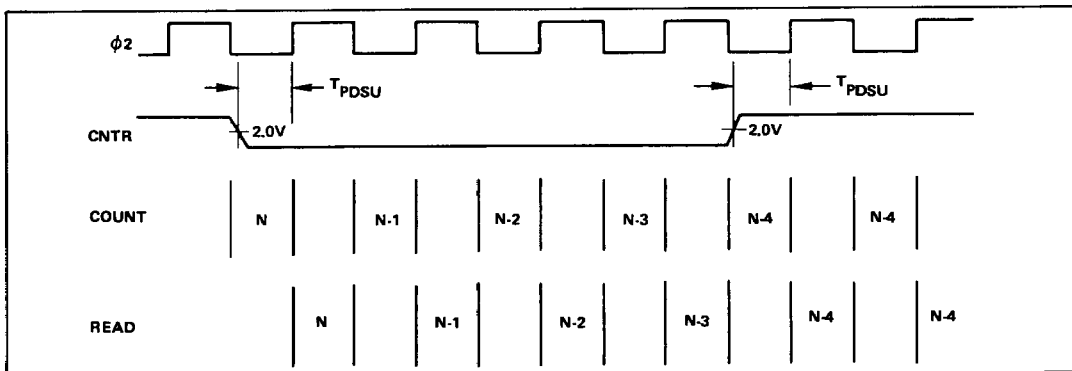 φ2
T_PDSU T_PDSU
CNTR 2.0V 2.0V
COUNT N N-1 N-2 N-3 N-4 N-4
READ N N-1 N-2 N-3 N-4 N-4